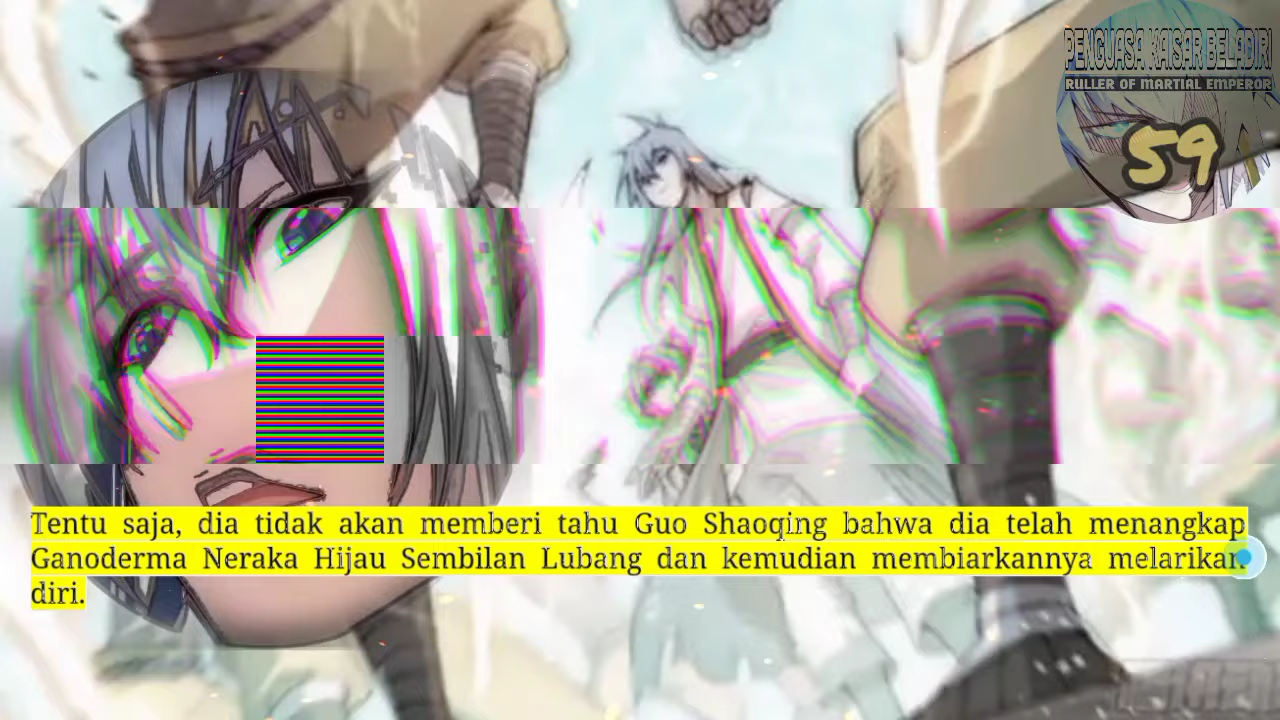 PENGUASA KAISAR BELADIRI
RULLER OF MARTIAL EMPEROR
59
Tentu saja, dia tidak akan memberi tahu Guo Shaoqing bahwa dia telah menangkap
Ganoderma Neraka Hijau Sembilan Lubang dan kemudian membiarkannya melarikan
diri.